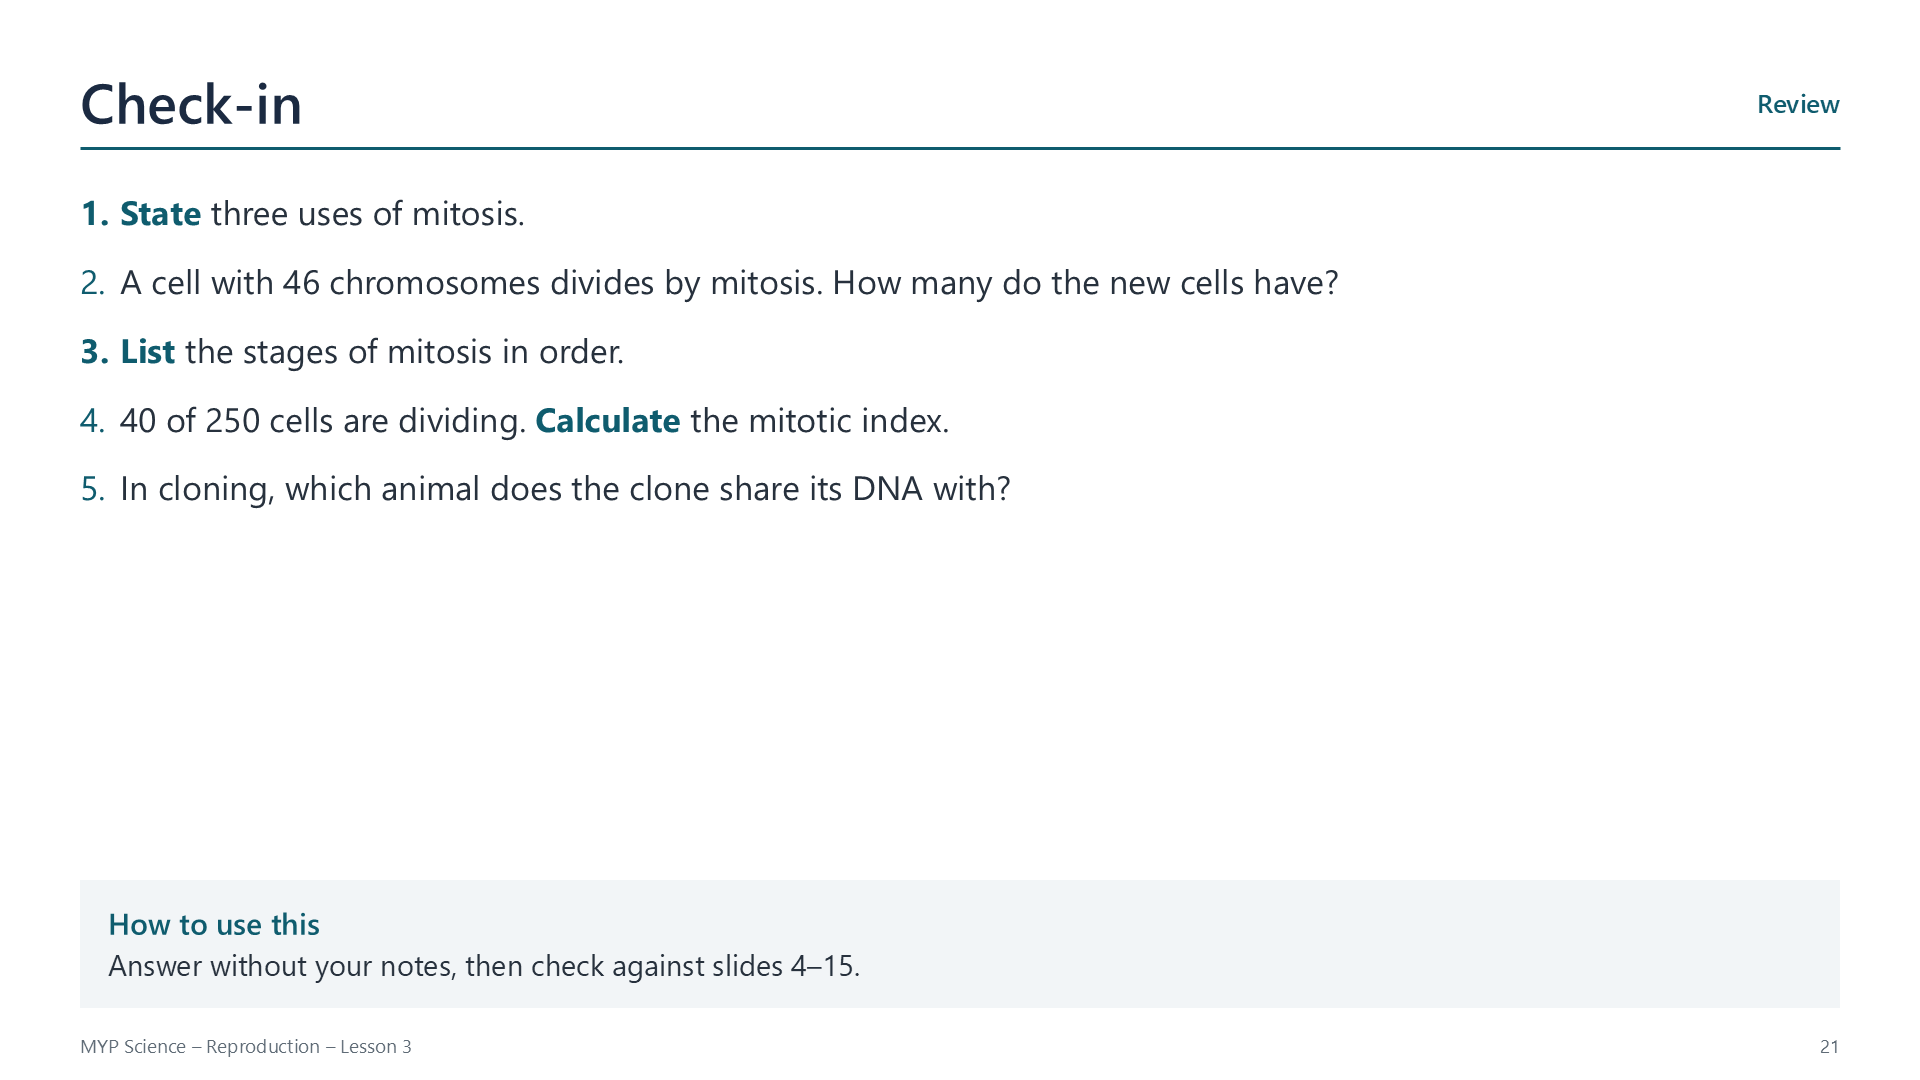 Check-in
Review
1. State three uses of mitosis.
2. A cell with 46 chromosomes divides by mitosis. How many do the new cells have?
3. List the stages of mitosis in order.
4. 40 of 250 cells are dividing. Calculate the mitotic index.
5. In cloning, which animal does the clone share its DNA with?
How to use this
Answer without your notes, then check against slides 4–15.
MYP Science – Reproduction – Lesson 3
21